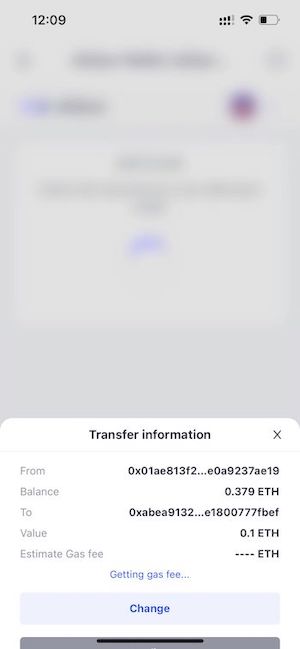 12:09
Transfer information
From 0x01ae813f2...e0a9237ae19
Balance 0.379 ETH
To 0xabea9132...e1800777fbef
Value 0.1 ETH
Estimate Gas fee ---- ETH
Getting gas fee...
Change